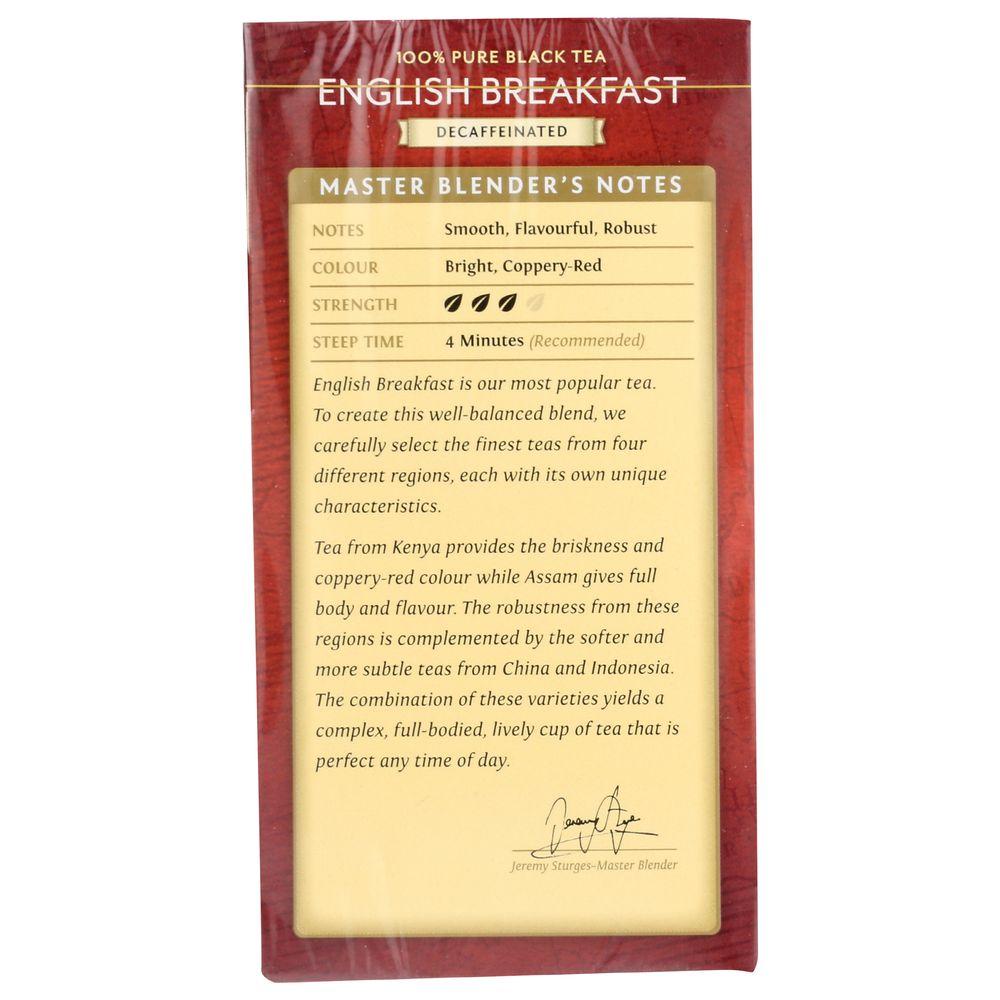 100% PURE BLACK TEA
ENGLISH BREAKFAST
DECAFFEINATED
MASTER BLENDER'S NOTES
NOTES Smooth, Flavourful, Robust
COLOUR Bright, Coppery-Red
STRENGTH
STEEP TIME 4 Minutes (Recommended)
English Breakfast is our most popular tea.
To create this well-balanced blend, we
carefully select the finest teas from four
different regions, each with its own unique
characteristics.
Tea from Kenya provides the briskness and
coppery-red colour while Assam gives full
body and flavour. The robustness from these
regions is complemented by the softer and
more subtle teas from China and Indonesia.
The combination of these varieties yields a
complex, full-bodied, lively cup of tea that is
perfect any time of day.
Jeremy Sturges–Master Blender